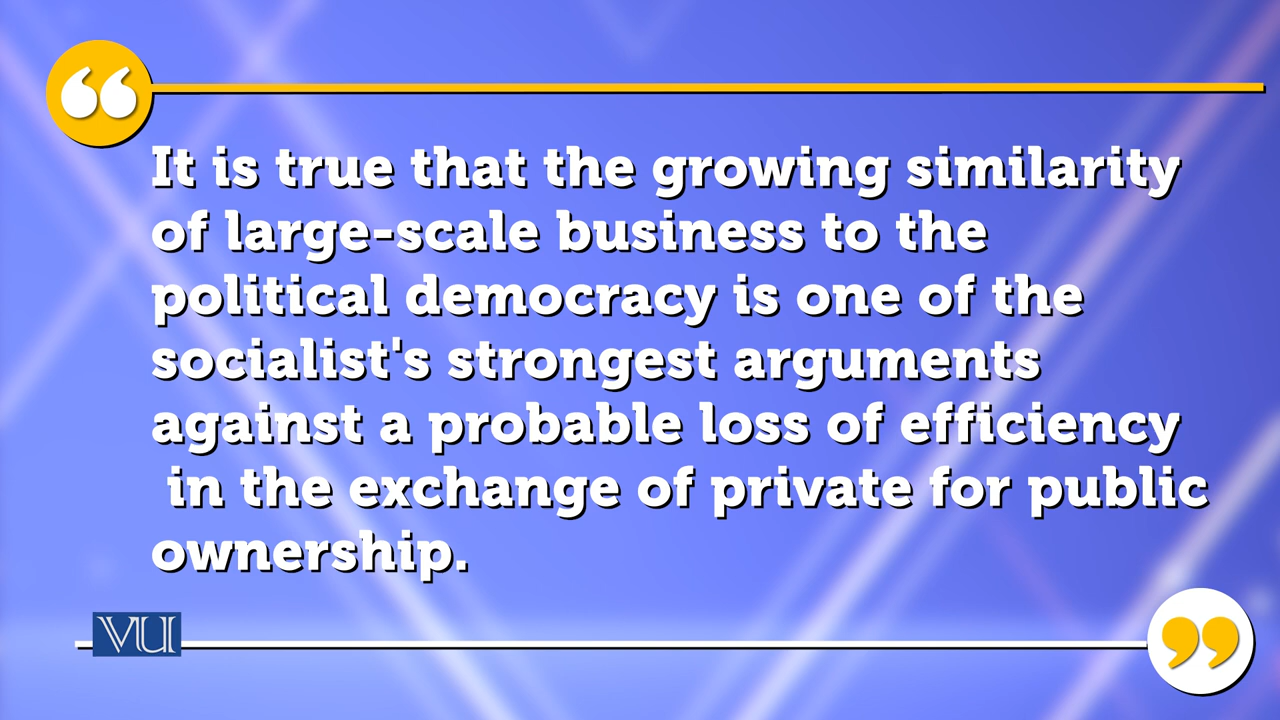 “
It is true that the growing similarity
of large-scale business to the
political democracy is one of the
socialist's strongest arguments
against a probable loss of efficiency
in the exchange of private for public
ownership.
VU
”